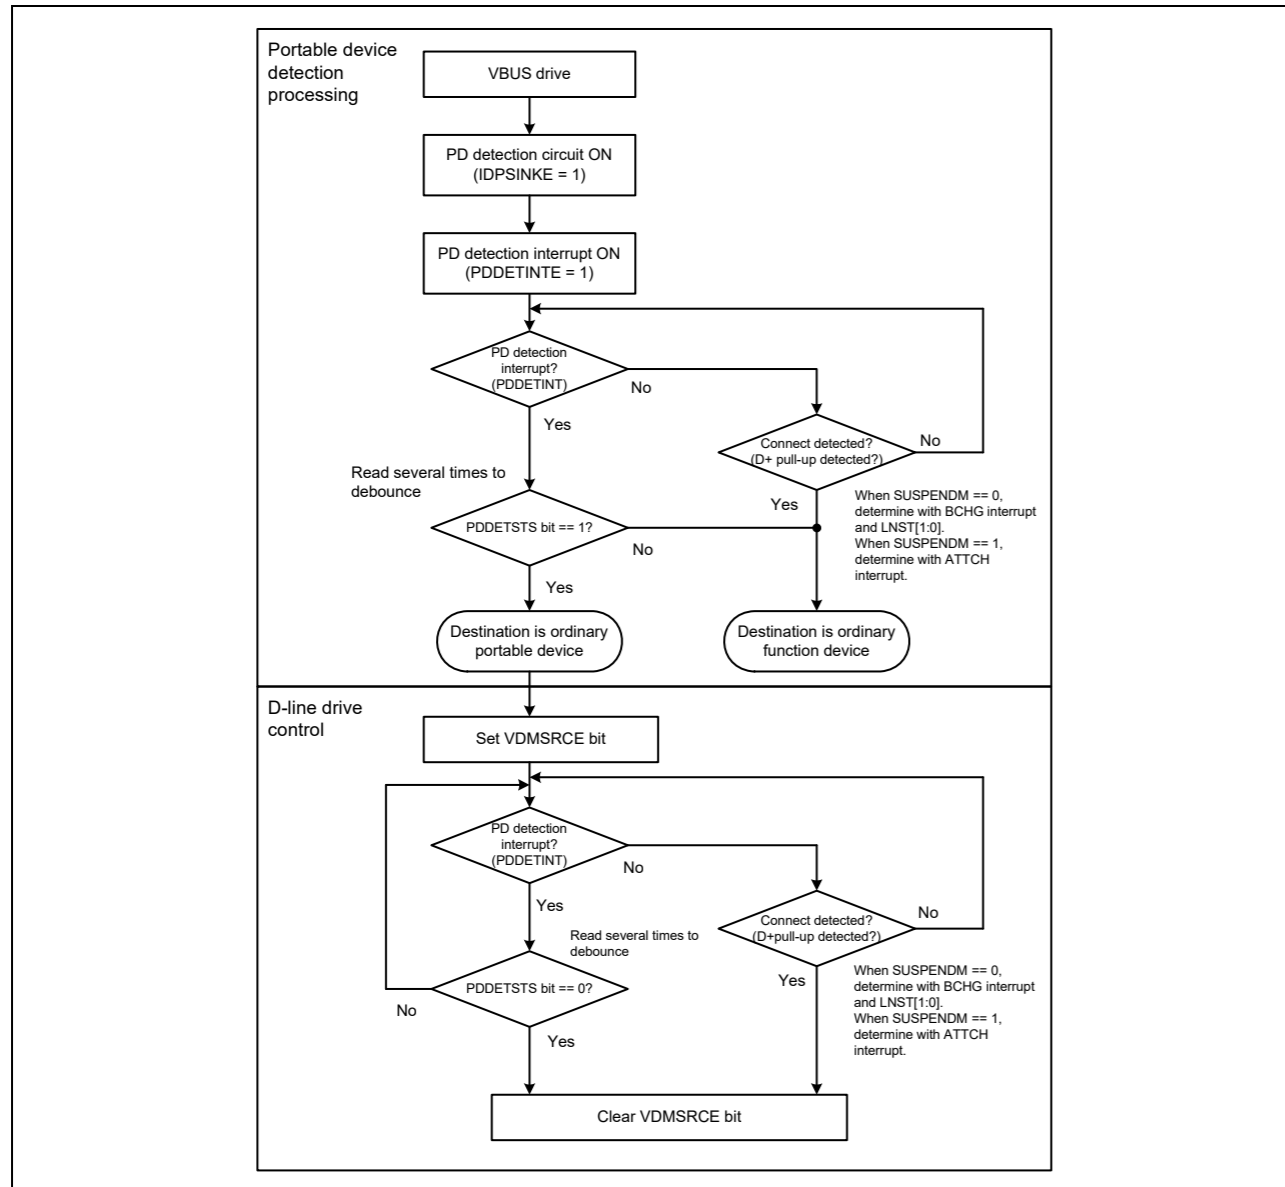 Portable device
detection
processing
VBUS drive
PD detection circuit ON
(IDPSINKE = 1)
PD detection interrupt ON
(PDDETINTE = 1)
PD detection
interrupt?
(PDDETINT)
No
Yes
Connect detected?
(D+ pull-up detected?)
No
Read several times to
debounce
Yes
When SUSPENDM == 0,
determine with BCHG interrupt
and LNST[1:0].
When SUSPENDM == 1,
determine with ATTCH
interrupt.
PDDETSTS bit == 1?
No
Yes
Destination is ordinary
portable device
Destination is ordinary
function device
D-line drive
control
Set VDMSRCE bit
PD detection
interrupt?
(PDDETINT)
No
Yes
Connect detected?
(D+pull-up detected?)
No
Read several times to
debounce
Yes
When SUSPENDM == 0,
determine with BCHG interrupt
and LNST[1:0].
When SUSPENDM == 1,
determine with ATTCH
interrupt.
PDDETSTS bit == 0?
No
Yes
Clear VDMSRCE bit